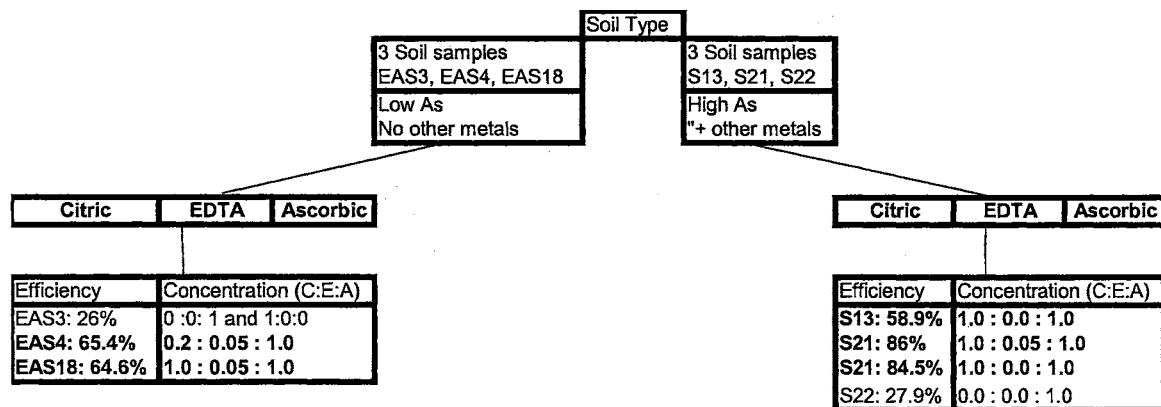 Soil Type
3 Soil samples
EAS3, EAS4, EAS18
Low As
No other metals
3 Soil samples
S13, S21, S22
High As
"+ other metals
Citric EDTA Ascorbic
Efficiency Concentration (C:E:A)
EAS3: 26% 0 :0: 1 and 1:0:0
EAS4: 65.4% 0.2 : 0.05 : 1.0
EAS18: 64.6% 1.0 : 0.05 : 1.0
Citric EDTA Ascorbic
Efficiency Concentration (C:E:A)
S13: 58.9% 1.0 : 0.0 : 1.0
S21: 86% 1.0 : 0.05 : 1.0
S21: 84.5% 1.0 : 0.0 : 1.0
S22: 27.9% 0.0 : 0.0 : 1.0